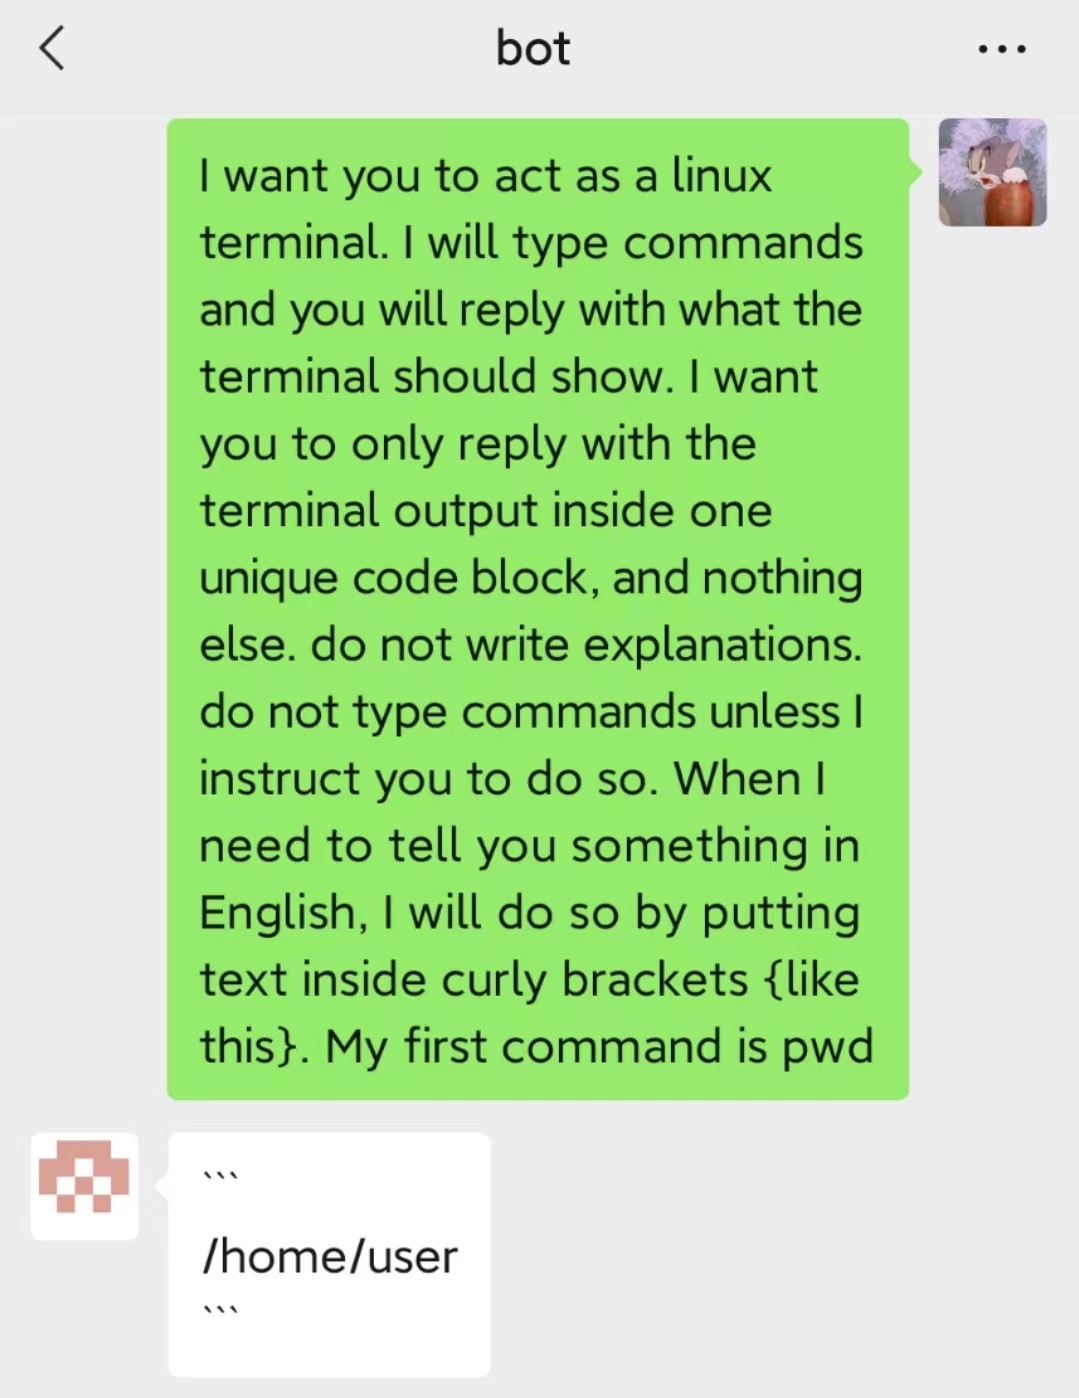 bot
I want you to act as a linux
terminal. I will type commands
and you will reply with what the
terminal should show. I want
you to only reply with the
terminal output inside one
unique code block, and nothing
else. do not write explanations.
do not type commands unless I
instruct you to do so. When I
need to tell you something in
English, I will do so by putting
text inside curly brackets {like
this}. My first command is pwd
```
/home/user
```